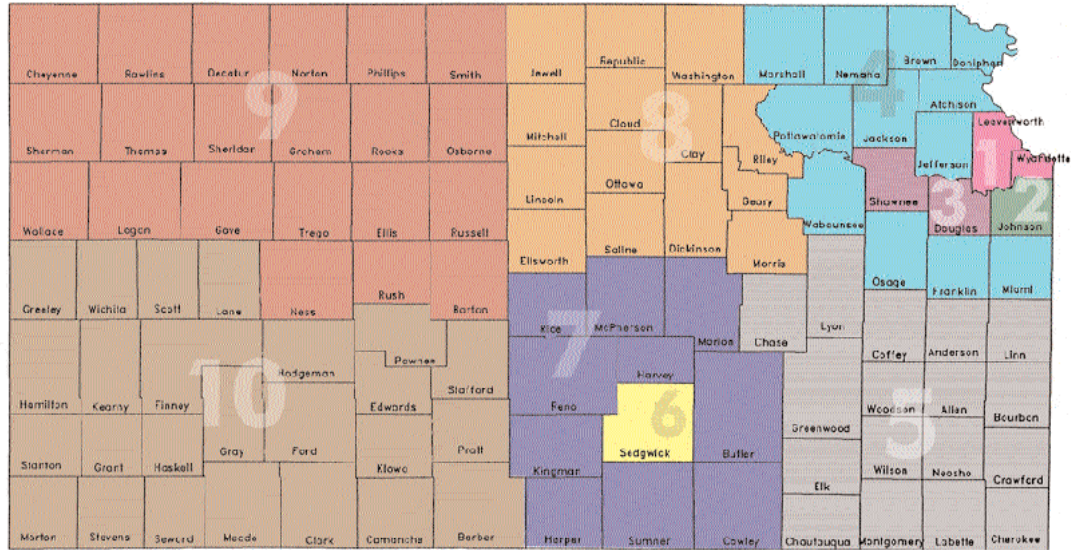 Cheyenne Rawlins Decatur Norton Phillips Smith Jewell Republic Washington Marshall Nemaha Brown Doniphan
9 8 4
Sherman Thomas Sheridan Graham Rooks Osborne Mitchell Cloud Clay Riley Pottawatomie Jackson Atchison Jefferson Leavenworth Wyandotte
1
Wallace Logan Gove Trego Ellis Russell Lincoln Ottawa Geary Wabaunsee Shawnee Douglas Johnson
3 2
Ellsworth Saline Dickinson Morris Osage Franklin Miami
Greeley Wichita Scott Lane Ness Rush Barton Rice McPherson Marion Chase Lyon Coffey Anderson Linn
10 7
Hamilton Kearny Finney Hodgeman Pawnee Edwards Stafford Reno Harvey Greenwood Woodson Allen Bourbon
6 5
Stanton Grant Haskell Gray Ford Kiowa Pratt Kingman Sedgwick Butler Elk Wilson Neosho Crawford
Morton Stevens Seward Meade Clark Comanche Barber Harper Sumner Cowley Chautauqua Montgomery Labette Cherokee